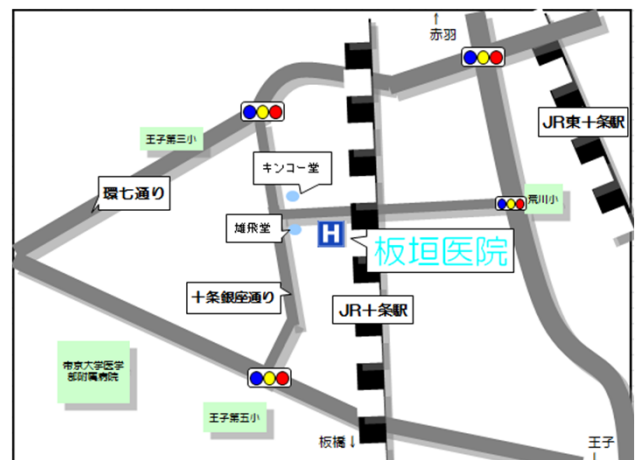 ↑
赤羽
JR東十条駅
王子第三小
キンコー堂
環七通り
荒川小
雄飛堂
H
板垣医院
十条銀座通り
JR十条駅
帝京大学医学
部附属病院
王子第五小
板橋↓
王子
↓